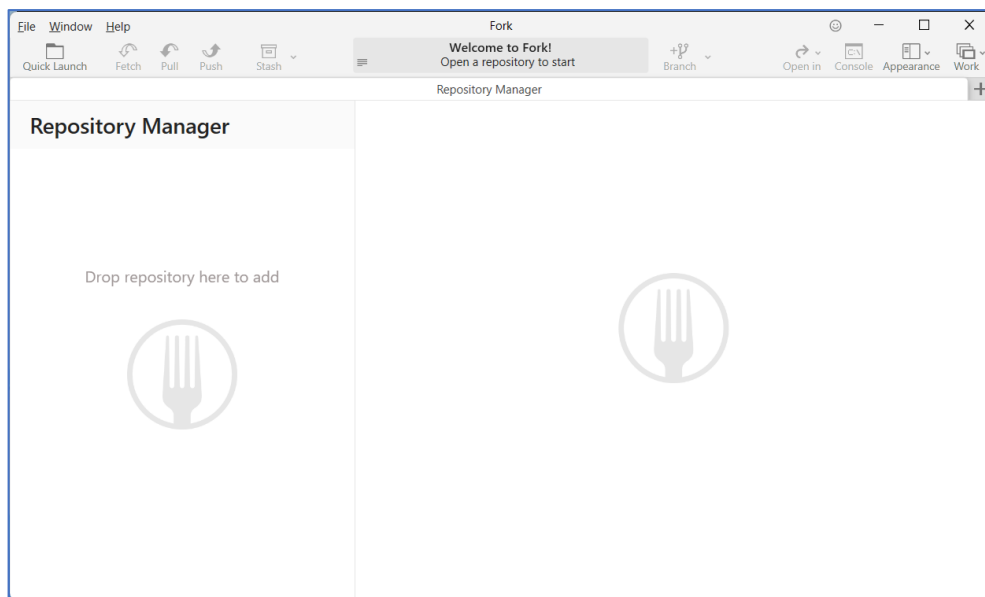 File Window Help Fork
Quick Launch Fetch Pull Push Stash Welcome to Fork! Branch Open in Console Appearance Work
Open a repository to start
Repository Manager
Repository Manager
Drop repository here to add